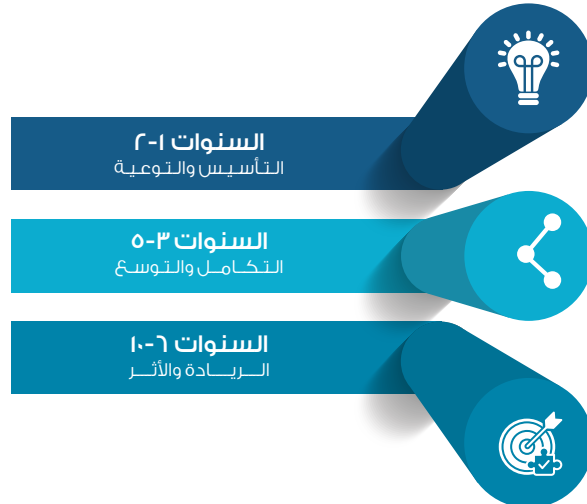 السنوات ١-٢
التأسيس والتوعية
السنوات ٣-٥
التكامل والتوسع
السنوات ٦-١٠
الريادة والأثر